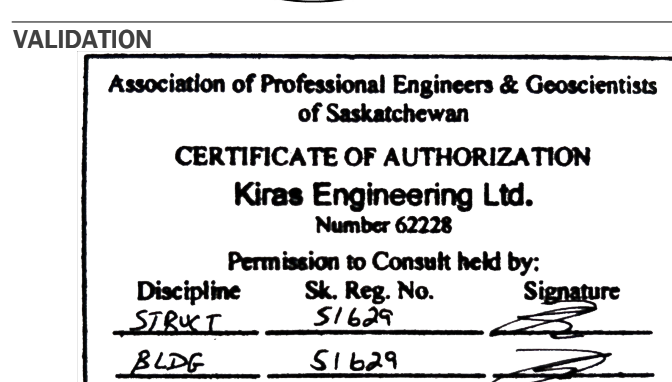 VALIDATION
Association of Professional Engineers & Geoscientists
of Saskatchewan
CERTIFICATE OF AUTHORIZATION
Kiras Engineering Ltd.
Number 62228
Permission to Consult held by:
Discipline Sk. Reg. No. Signature
STRUCT 51629
BLDG 51629